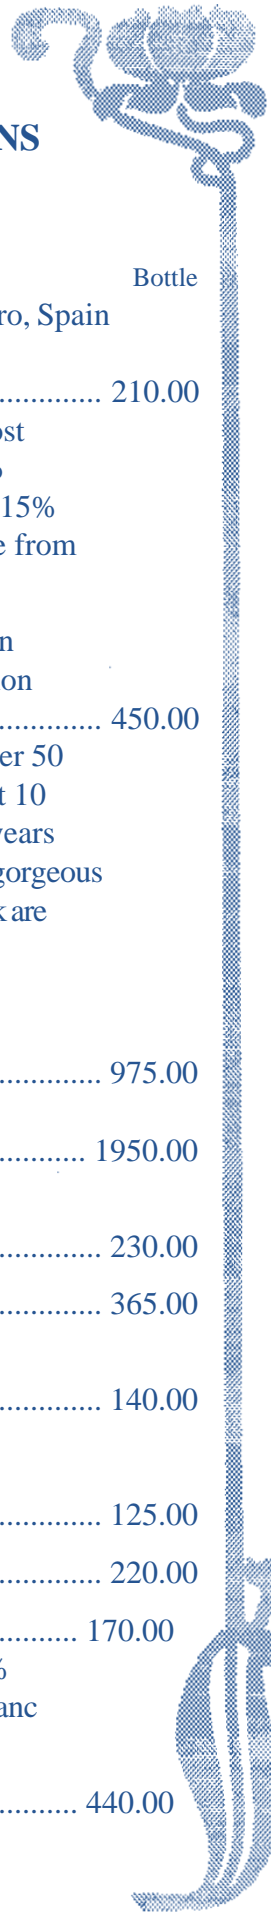 NS
Bottle
ro, Spain
............. 210.00
ost
%
15%
e from
n
on
............. 450.00
er 50
t 10
years
gorgeous
k are
............. 975.00
........... 1950.00
............. 230.00
............. 365.00
............. 140.00
............. 125.00
............. 220.00
.......... 170.00
%
anc
.......... 440.00